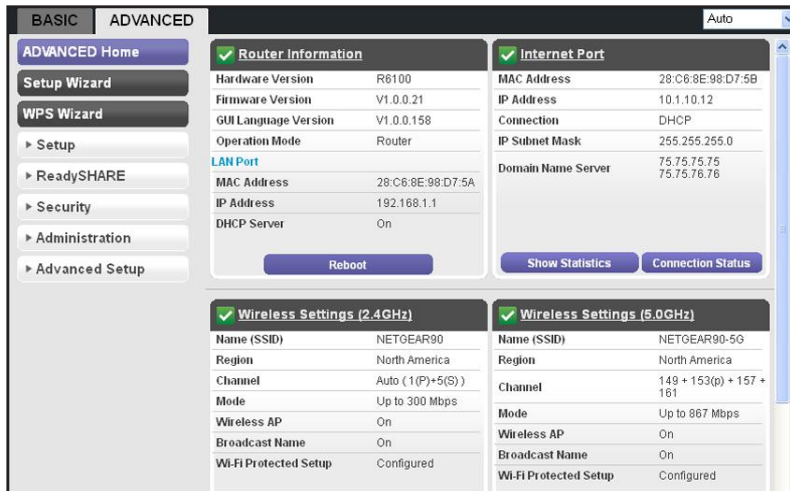 BASIC ADVANCED Auto
ADVANCED Home
Setup Wizard
WPS Wizard
Setup
ReadySHARE
Security
Administration
Advanced Setup
Router Information
Hardware Version R6100
Firmware Version V1.0.0.21
GUI Language Version V1.0.0.158
Operation Mode Router
LAN Port
MAC Address 28:C6:8E:98:D7:5A
IP Address 192.168.1.1
DHCP Server On
Reboot
Internet Port
MAC Address 28:C6:8E:98:D7:5B
IP Address 10.1.10.12
Connection DHCP
IP Subnet Mask 255.255.255.0
Domain Name Server 75.75.75.75
75.75.76.76
Show Statistics Connection Status
Wireless Settings (2.4GHz)
Name (SSID) NETGEAR90
Region North America
Channel Auto ( 1(P)+5(S) )
Mode Up to 300 Mbps
Wireless AP On
Broadcast Name On
Wi-Fi Protected Setup Configured
Wireless Settings (5.0GHz)
Name (SSID) NETGEAR90-5G
Region North America
Channel 149 + 153(p) + 157 +
161
Mode Up to 867 Mbps
Wireless AP On
Broadcast Name On
Wi-Fi Protected Setup Configured